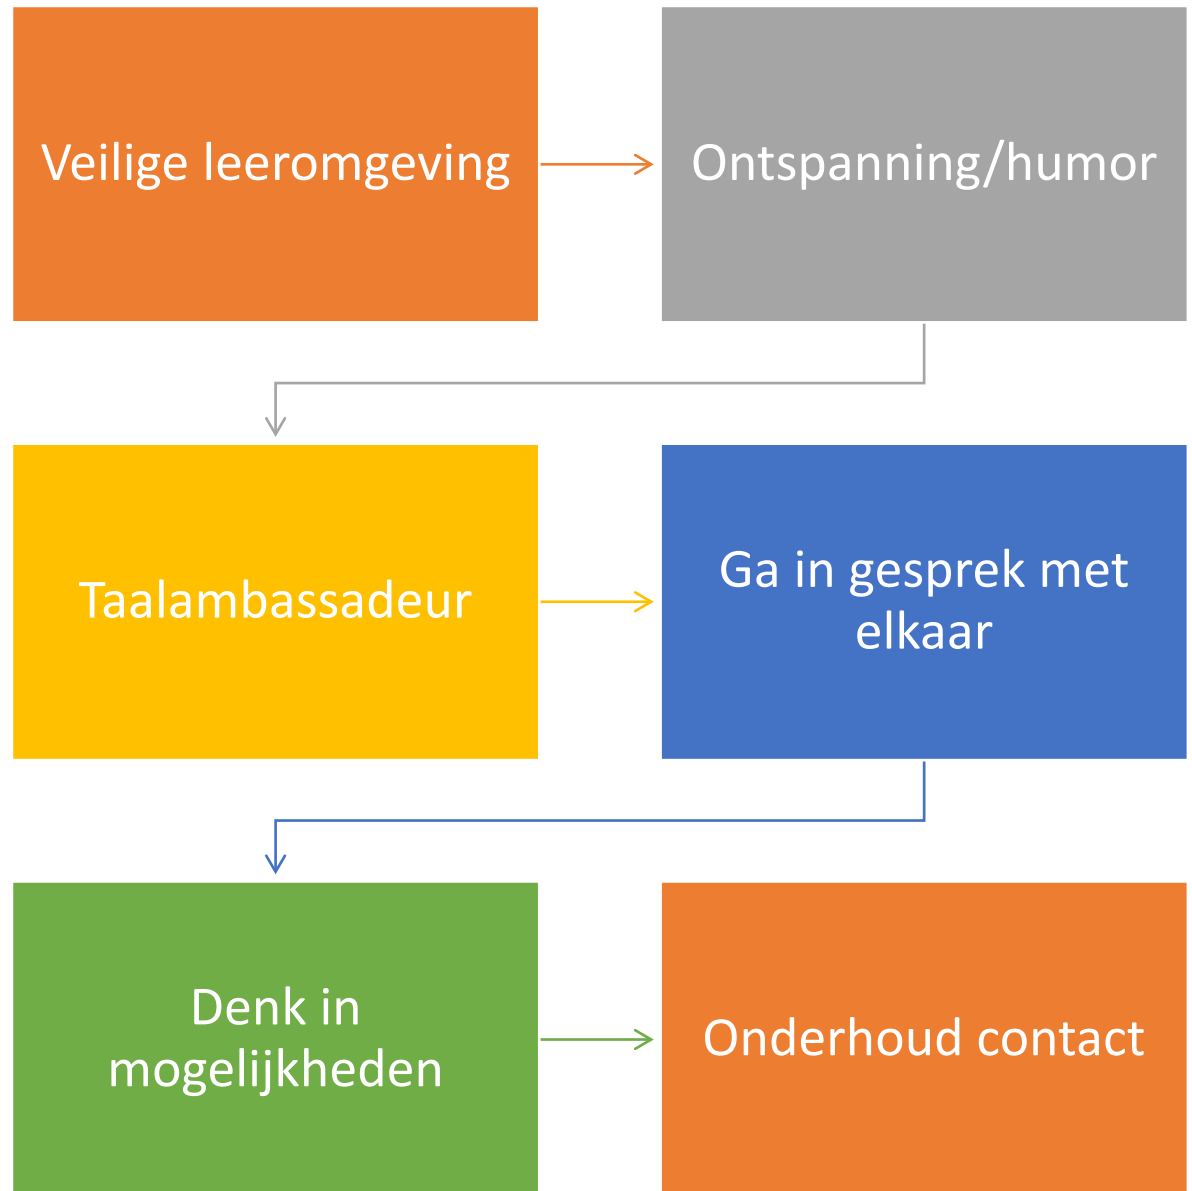 Veilige leeromgeving
Ontspanning/humor
Taalambassadeur
Ga in gesprek met
elkaar
Denk in
mogelijkheden
Onderhoud contact